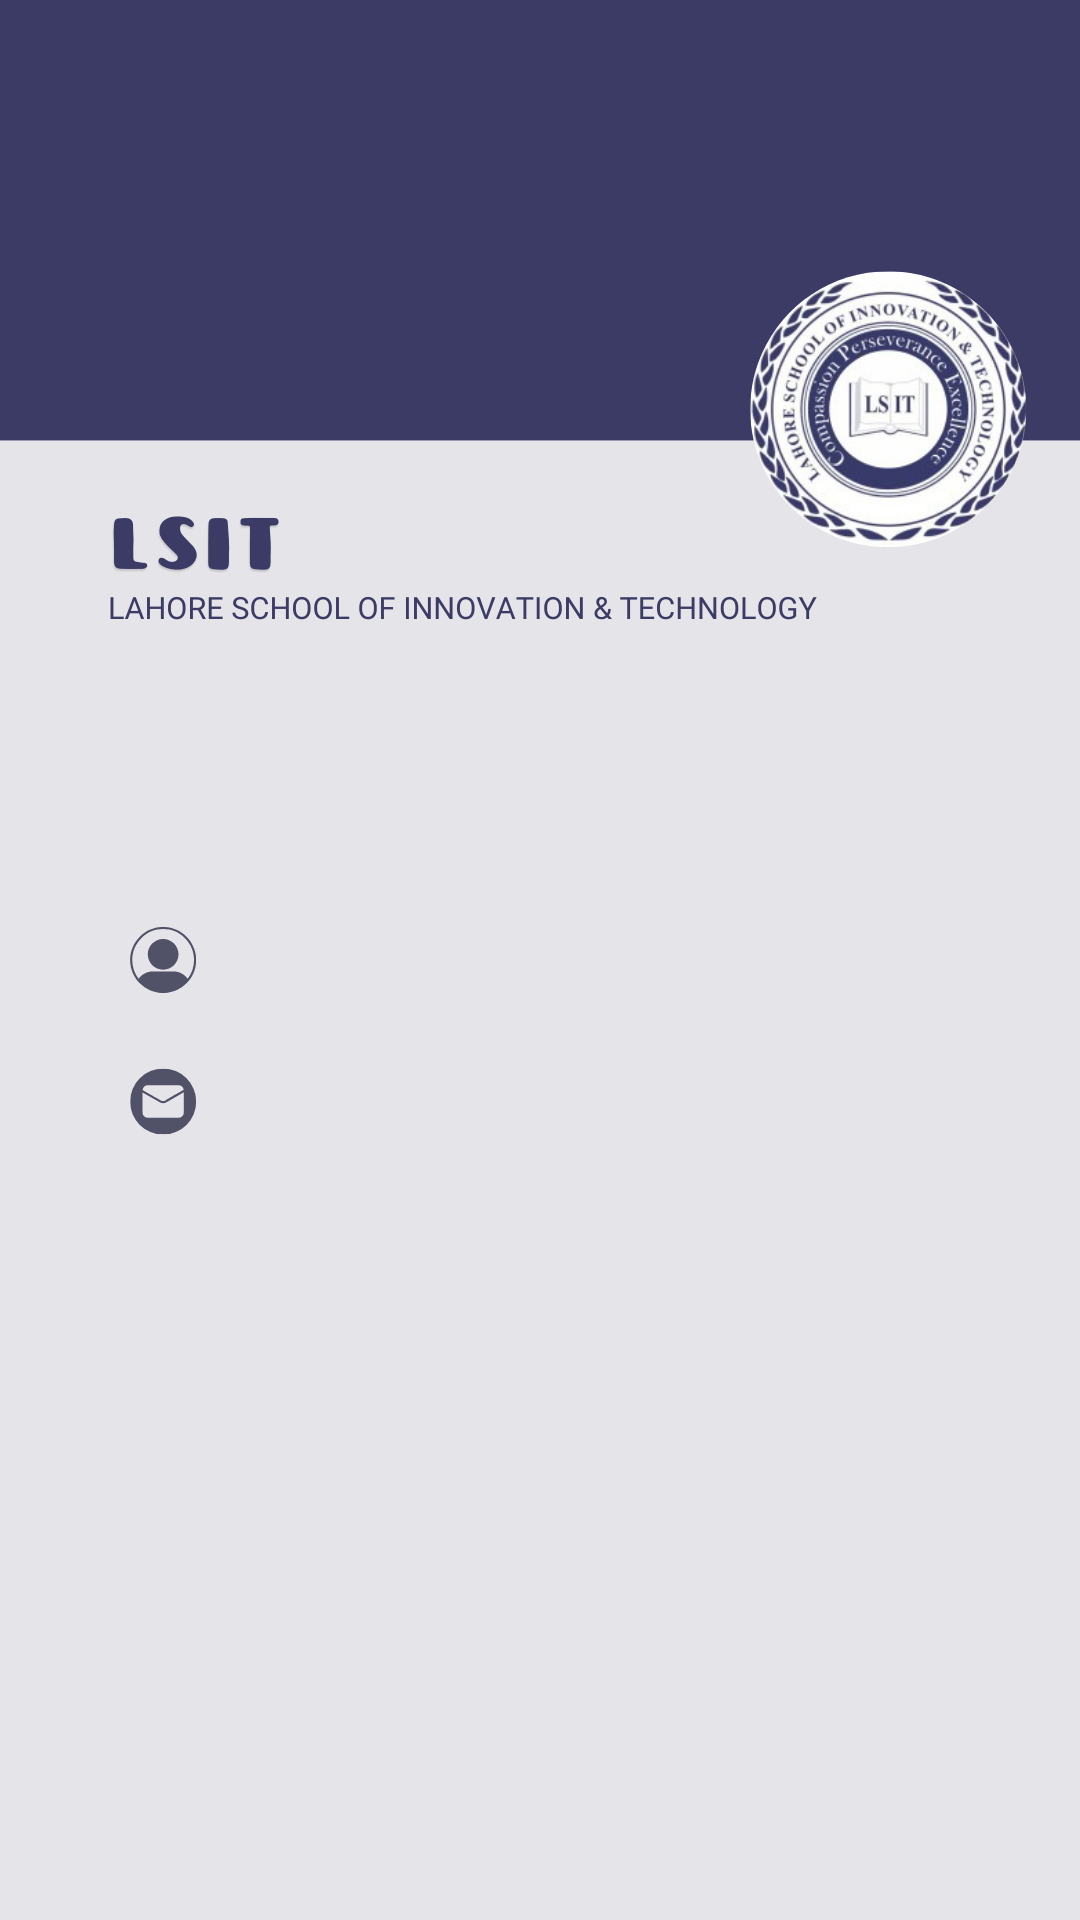 LAHORE SCHOOL OF INNOVATION & TECHNOLOGY
Compassion Perseverance Excellence
LS IT
LSIT
LAHORE SCHOOL OF INNOVATION & TECHNOLOGY